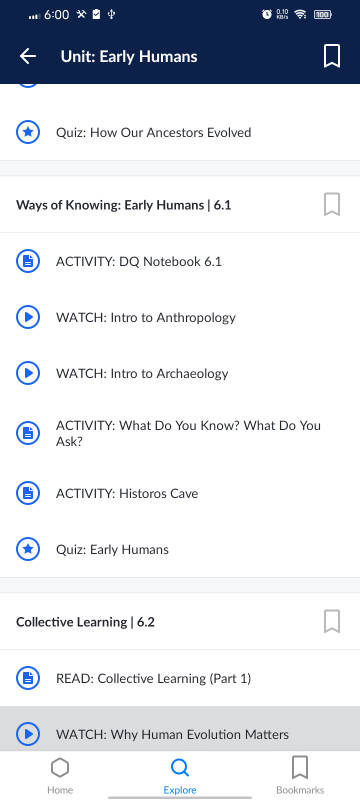 6:00
0.10
KB/s
100
Unit: Early Humans
Quiz: How Our Ancestors Evolved
Ways of Knowing: Early Humans | 6.1
ACTIVITY: DQ Notebook 6.1
WATCH: Intro to Anthropology
WATCH: Intro to Archaeology
ACTIVITY: What Do You Know? What Do You
Ask?
ACTIVITY: Historos Cave
Quiz: Early Humans
Collective Learning | 6.2
READ: Collective Learning (Part 1)
WATCH: Why Human Evolution Matters
Home
Explore
Bookmarks